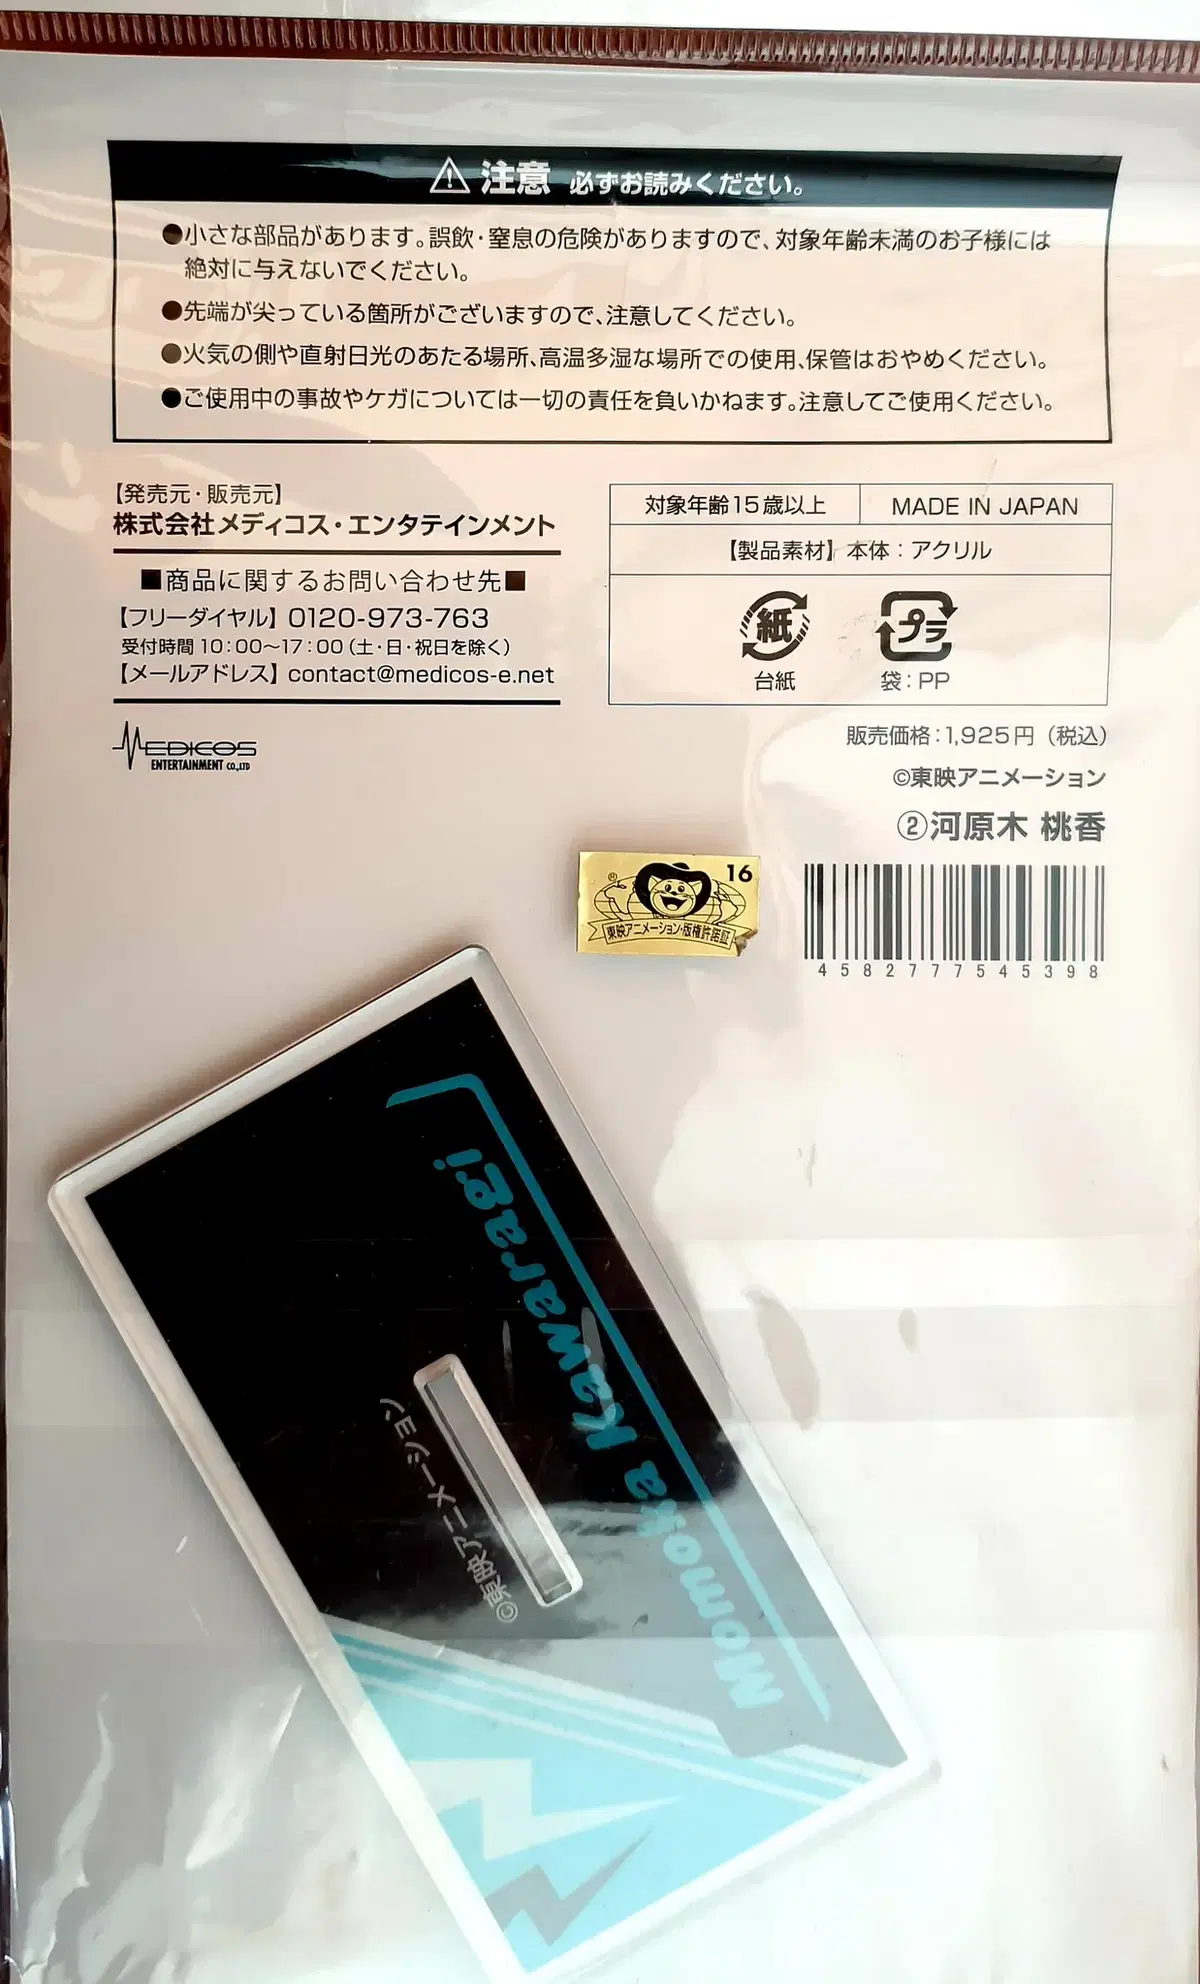 注意 必ずお読みください。
●小さな部品があります。誤飲・窒息の危険がありますので、対象年齢未満のお子様には
絶対に与えないでください。
●先端が尖っている箇所がございますので、注意してください。
●火気の側や直射日光のあたる場所、高温多湿な場所での使用、保管はおやめください。
●ご使用中の事故やケガについては一切の責任を負いかねます。注意してご使用ください。
【発売元・販売元】
株式会社メディコス・エンタテインメント
■商品に関するお問い合わせ先■
【フリーダイヤル】0120-973-763
受付時間10:00〜17:00(土・日・祝日を除く)
【メールアドレス】contact@medicos-e.net
MEDICOS
ENTERTAINMENT CO.,LTD
対象年齢15歳以上
MADE IN JAPAN
【製品素材】本体:アクリル
紙
プラ
台紙
袋:PP
販売価格:1,925円(税込)
©東映アニメーション
②河原木 桃香
16
®
東映アニメーション・版権許諾証
4582777545398
Momoka Kawaragi
©東映アニメーション